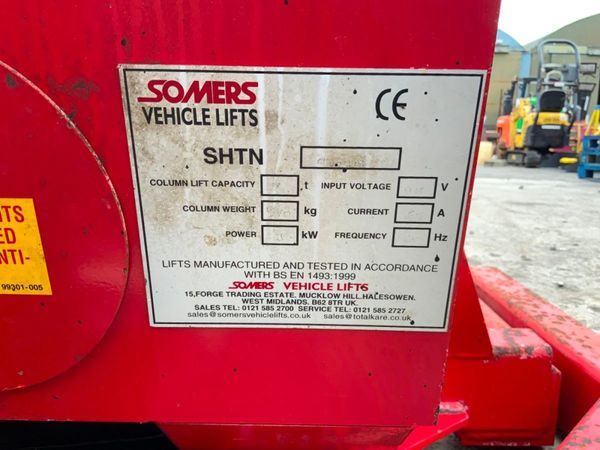 SOMERS
VEHICLE LIFTS
CE
SHTN
COLUMN LIFT CAPACITY .t INPUT VOLTAGE V
COLUMN WEIGHT kg CURRENT A
POWER kW FREQUENCY Hz
LIFTS MANUFACTURED AND TESTED IN ACCORDANCE
WITH BS EN 1493:1999
SOMERS VEHICLE LIFTS
15,FORGE TRADING ESTATE. MUCKLOW HILL.HALESOWEN.
WEST MIDLANDS. B62 8TR UK.
SALES TEL: 0121 585 2700 SERVICE TEL: 0121 585 2727
sales@somersvehiclelifts.co.uk sales@totalkare.co.uk
ITS
ED
NTI-
99301-005